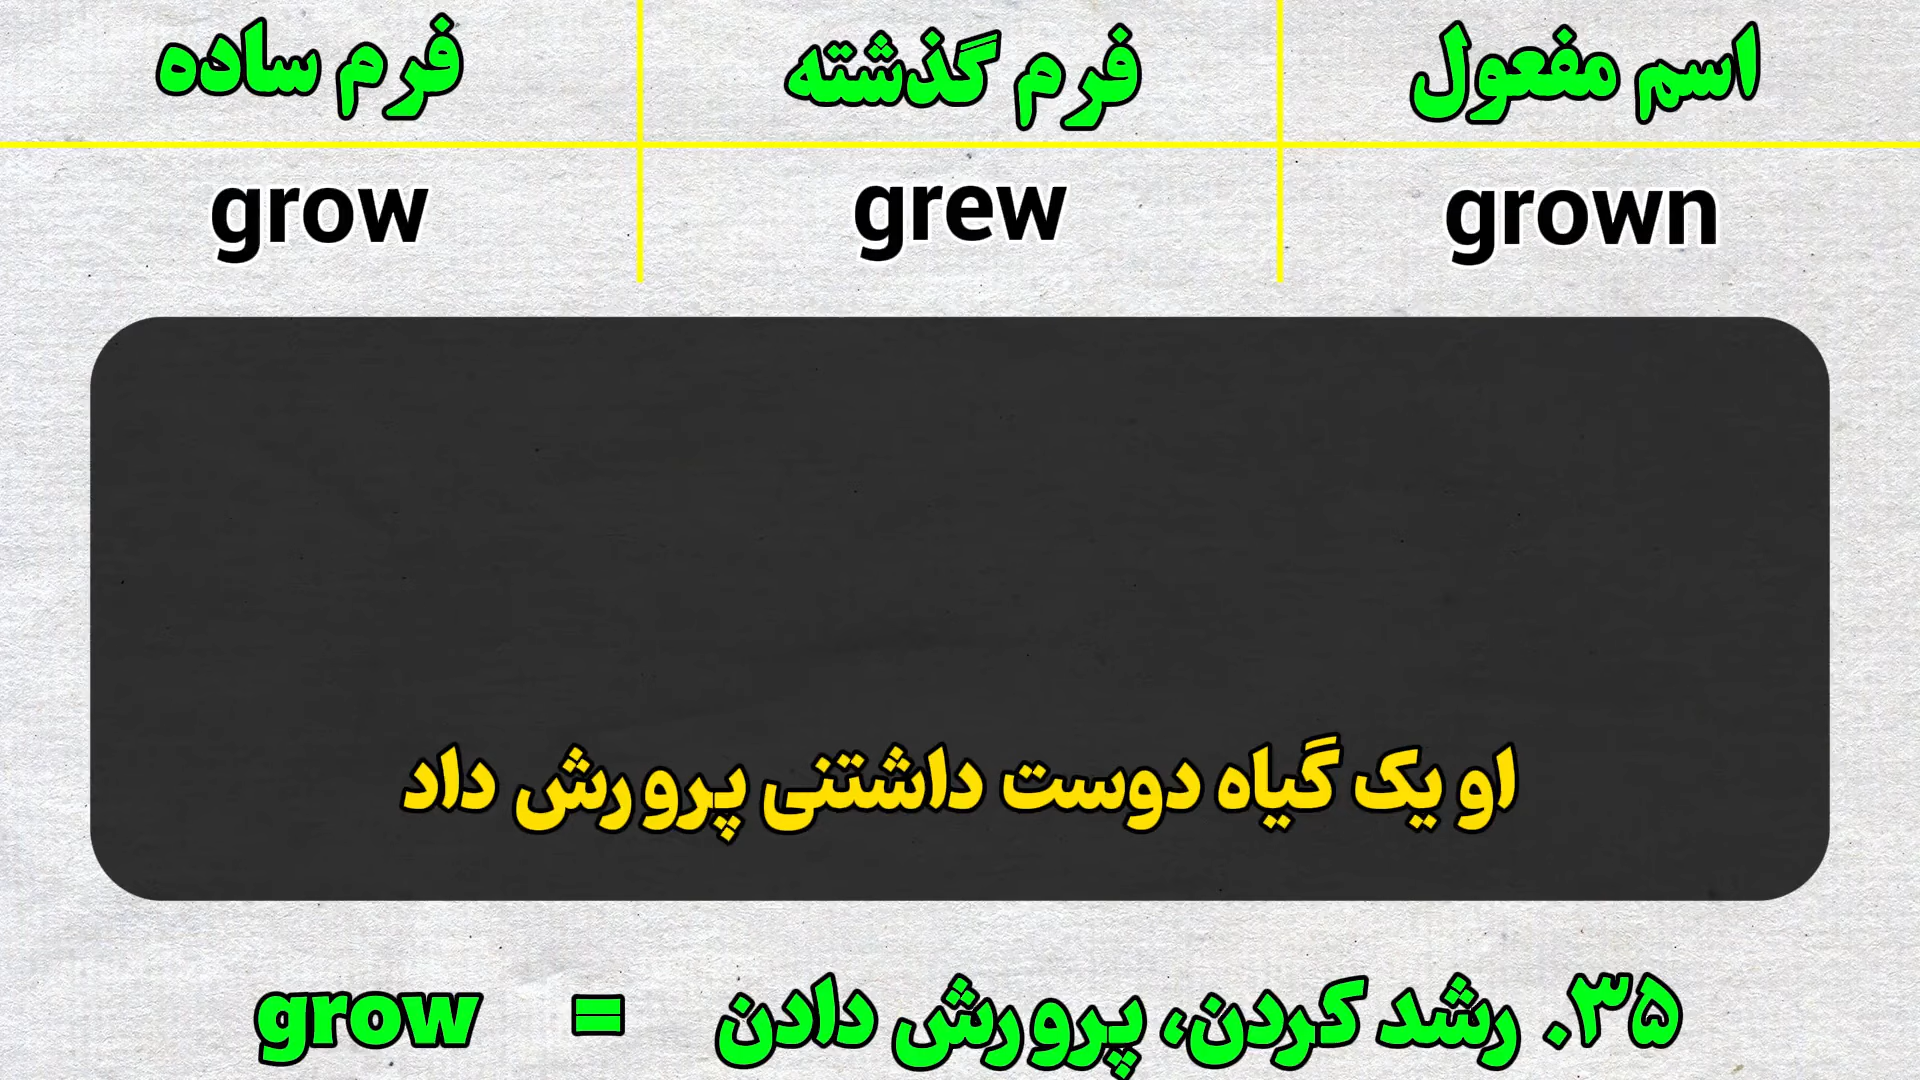 فرم ساده فرم گذشته اسم مفعول
grow grew grown
او یک گیاه دوست داشتنی پرورش داد
۳۵. رشد کردن، پرورش دادن = grow